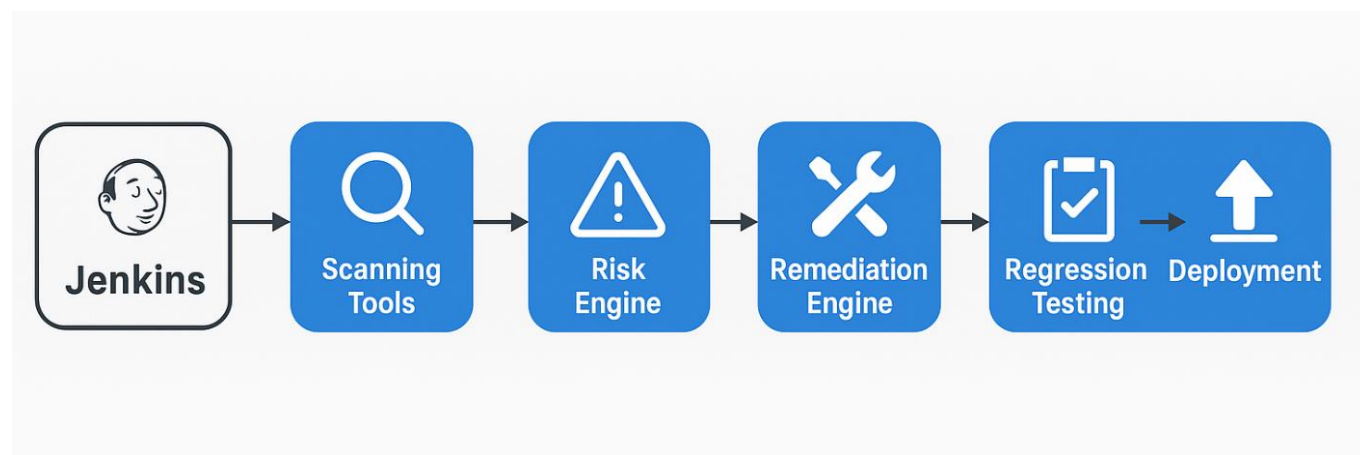 Jenkins
Scanning
Tools
Risk
Engine
Remediation
Engine
Regression
Testing
Deployment